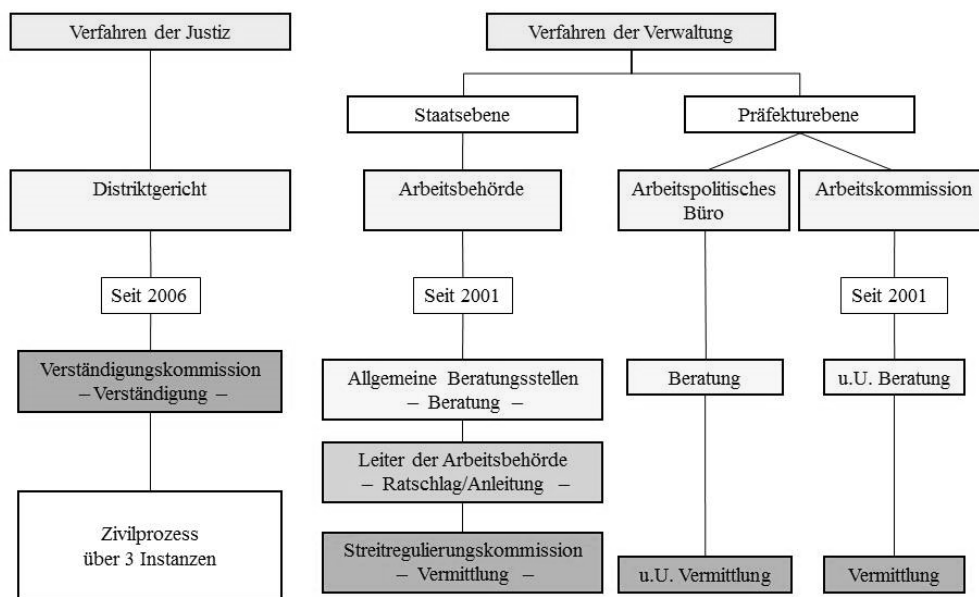 Verfahren der Justiz
Verfahren der Verwaltung
Staatsebene
Präfekturebene
Distriktgericht
Arbeitsbehörde
Arbeitspolitisches
Büro
Arbeitskommission
Seit 2006
Seit 2001
Seit 2001
Verständigungskommission
– Verständigung –
Allgemeine Beratungsstellen
– Beratung –
Beratung
u.U. Beratung
Leiter der Arbeitsbehörde
– Ratschlag/Anleitung –
Zivilprozess
über 3 Instanzen
Streitregulierungskommission
– Vermittlung –
u.U. Vermittlung
Vermittlung